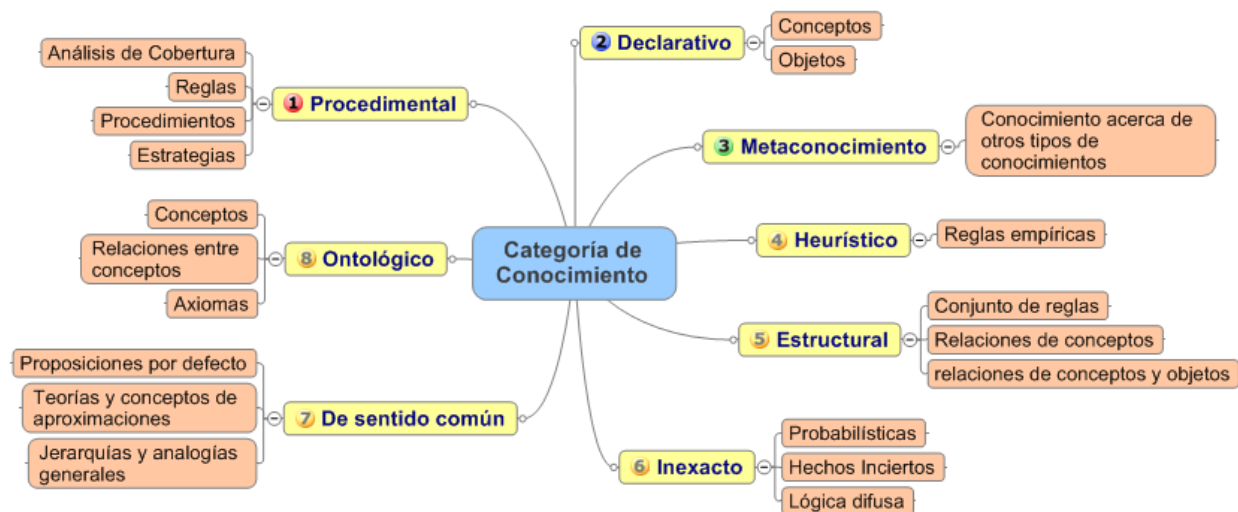 Categoría de
Conocimiento
1 Procedimental
Análisis de Cobertura
Reglas
Procedimientos
Estrategias
2 Declarativo
Conceptos
Objetos
3 Metaconocimiento
Conocimiento acerca de
otros tipos de
conocimientos
4 Heurístico
Reglas empíricas
5 Estructural
Conjunto de reglas
Relaciones de conceptos
relaciones de conceptos y objetos
6 Inexacto
Probabilísticas
Hechos Inciertos
Lógica difusa
7 De sentido común
Proposiciones por defecto
Teorías y conceptos de
aproximaciones
Jerarquías y analogías
generales
8 Ontológico
Conceptos
Relaciones entre
conceptos
Axiomas